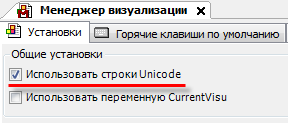 Менеджер визуализации
Установки
Горячие клавиши по умолчанию
Общие установки
Использовать строки Unicode
Использовать переменную CurrentVisu